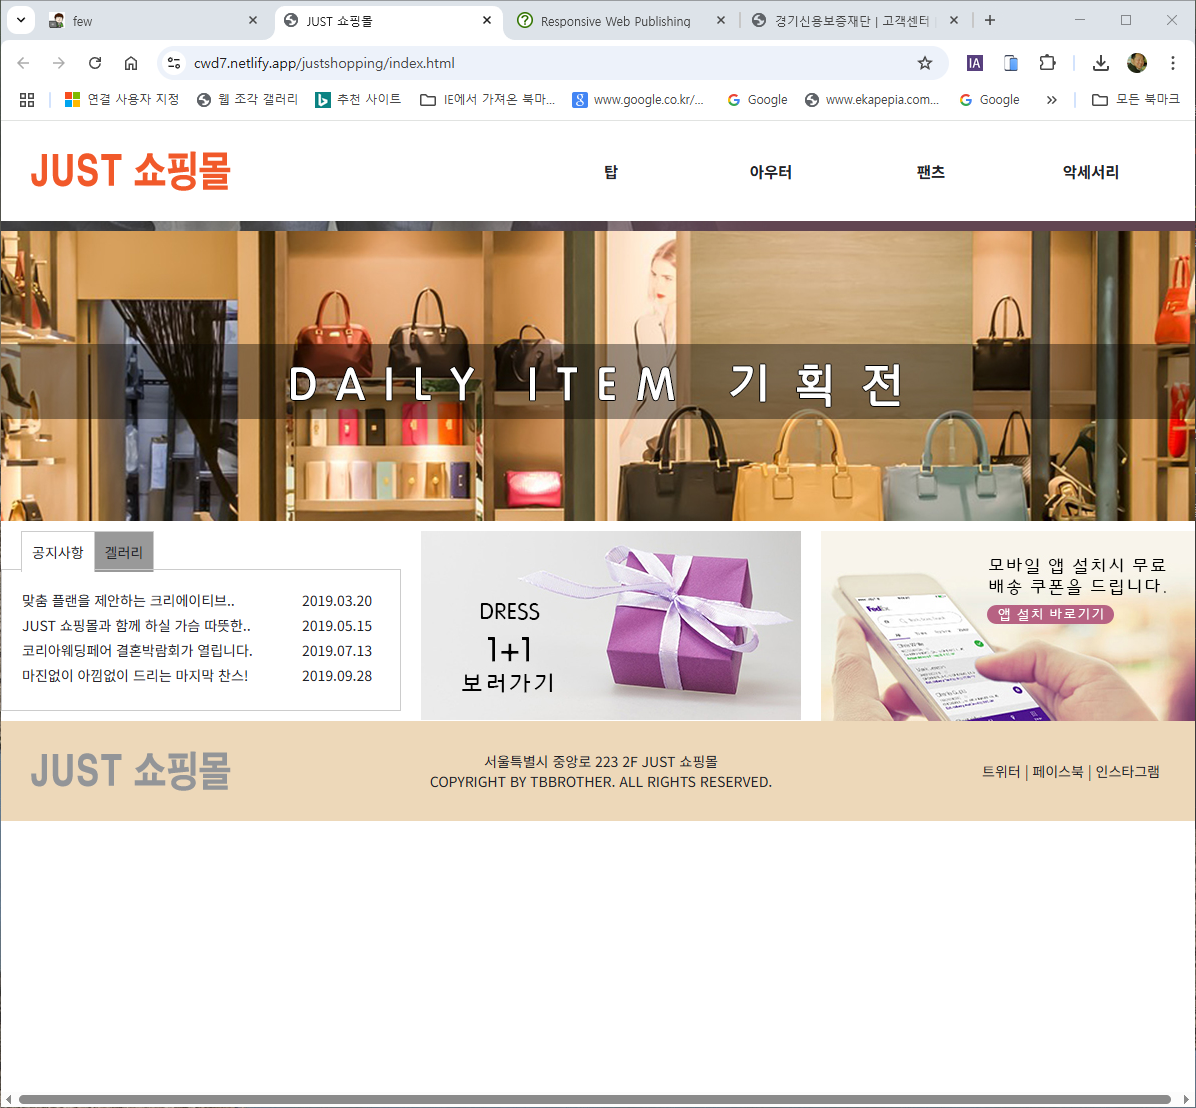 few
JUST 쇼핑몰
Responsive Web Publishing
경기신용보증재단 | 고객센터
cwd7.netlify.app/justshopping/index.html
IA
연결 사용자 지정
웹 조각 갤러리
추천 사이트
IE에서 가져온 북마...
www.google.co.kr/...
Google
www.ekapepia.com...
Google
모든 북마크
JUST 쇼핑몰
탑
아우터
팬츠
악세서리
DAILY ITEM 기획전
공지사항
겔러리
맞춤 플랜을 제안하는 크리에이티브.. 2019.03.20
JUST 쇼핑몰과 함께 하실 가슴 따뜻한.. 2019.05.15
코리아웨딩페어 결혼박람회가 열립니다. 2019.07.13
마진없이 아낌없이 드리는 마지막 찬스! 2019.09.28
DRESS
1+1
보러가기
모바일 앱 설치시 무료
배송 쿠폰을 드립니다.
앱 설치 바로기기
FedEx
JUST 쇼핑몰
서울특별시 중앙로 223 2F JUST 쇼핑몰
COPYRIGHT BY TBBROTHER. ALL RIGHTS RESERVED.
트위터 | 페이스북 | 인스타그램